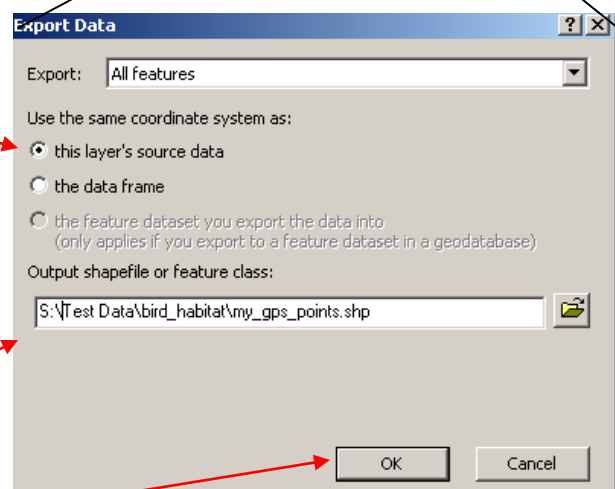 Export Data
Export: All features
Use the same coordinate system as:
this layer's source data
the data frame
the feature dataset you export the data into
(only applies if you export to a feature dataset in a geodatabase)
Output shapefile or feature class:
S:\Test Data\bird_habitat\my_gps_points.shp
OK Cancel